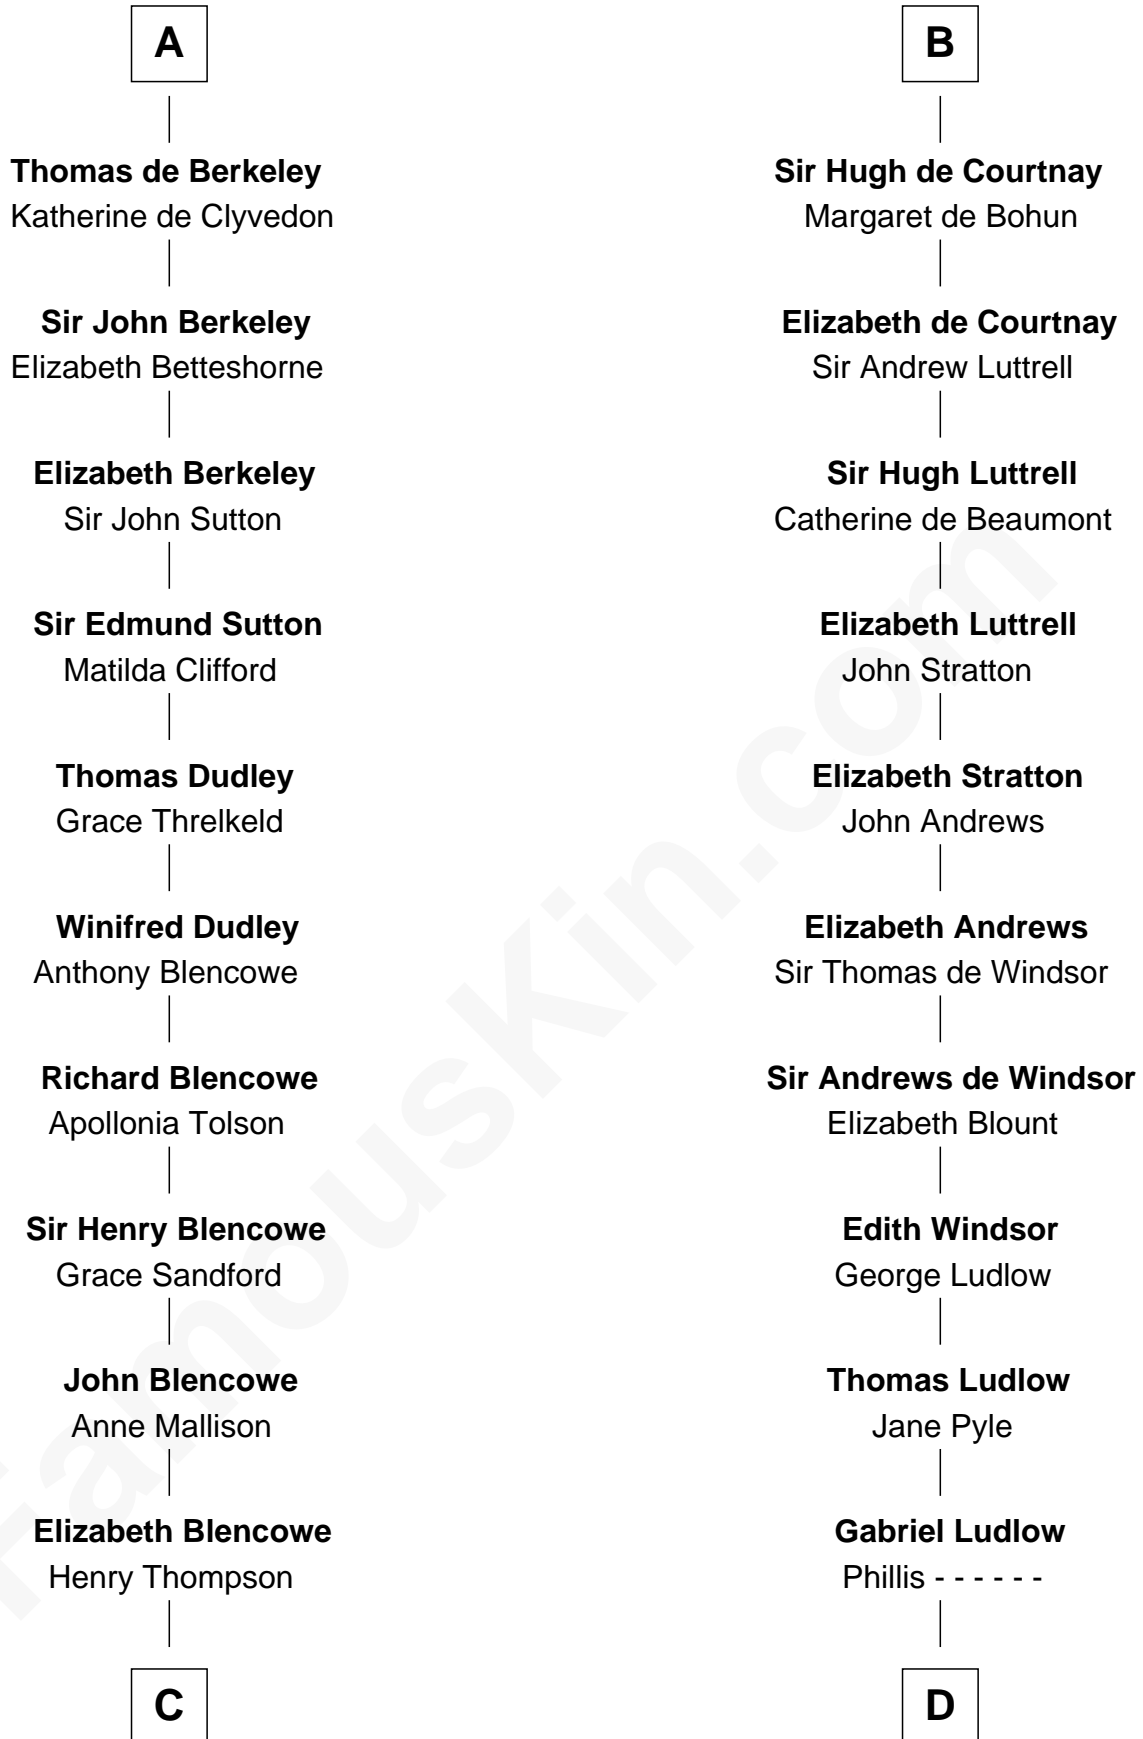 A
Thomas de Berkeley
Katherine de Clyvedon
Sir John Berkeley
Elizabeth Betteshorne
Elizabeth Berkeley
Sir John Sutton
Sir Edmund Sutton
Matilda Clifford
Thomas Dudley
Grace Threlkeld
Winifred Dudley
Anthony Blencowe
Richard Blencowe
Apollonia Tolson
Sir Henry Blencowe
Grace Sandford
John Blencowe
Anne Mallison
Elizabeth Blencowe
Henry Thompson
C
B
Sir Hugh de Courtnay
Margaret de Bohun
Elizabeth de Courtnay
Sir Andrew Luttrell
Sir Hugh Luttrell
Catherine de Beaumont
Elizabeth Luttrell
John Stratton
Elizabeth Stratton
John Andrews
Elizabeth Andrews
Sir Thomas de Windsor
Sir Andrews de Windsor
Elizabeth Blount
Edith Windsor
George Ludlow
Thomas Ludlow
Jane Pyle
Gabriel Ludlow
Phillis - - - - - -
D
FamousKin.com